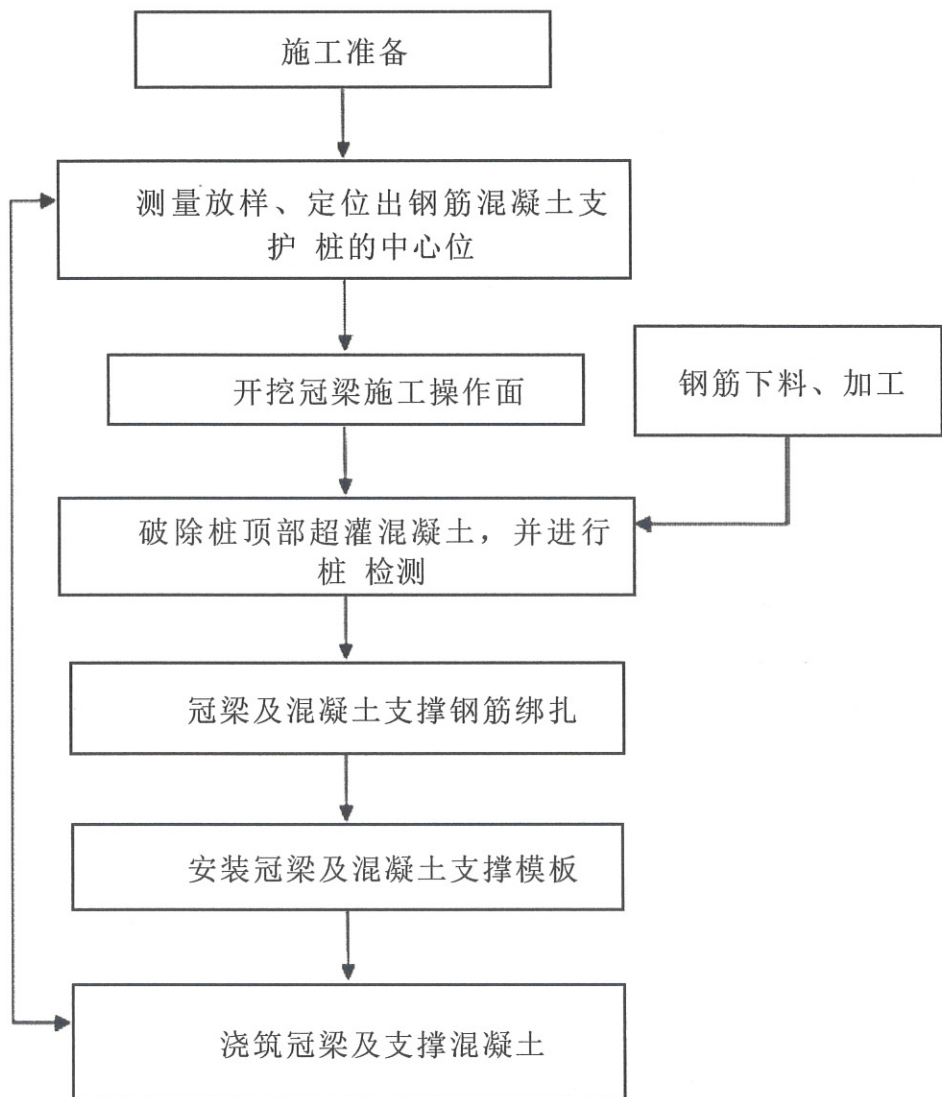 施工准备
测量放样、定位出钢筋混凝土支
护 桩的中心位
开挖冠梁施工操作面
钢筋下料、加工
破除桩顶部超灌混凝土，并进行
桩 检测
冠梁及混凝土支撑钢筋绑扎
安装冠梁及混凝土支撑模板
浇筑冠梁及支撑混凝土